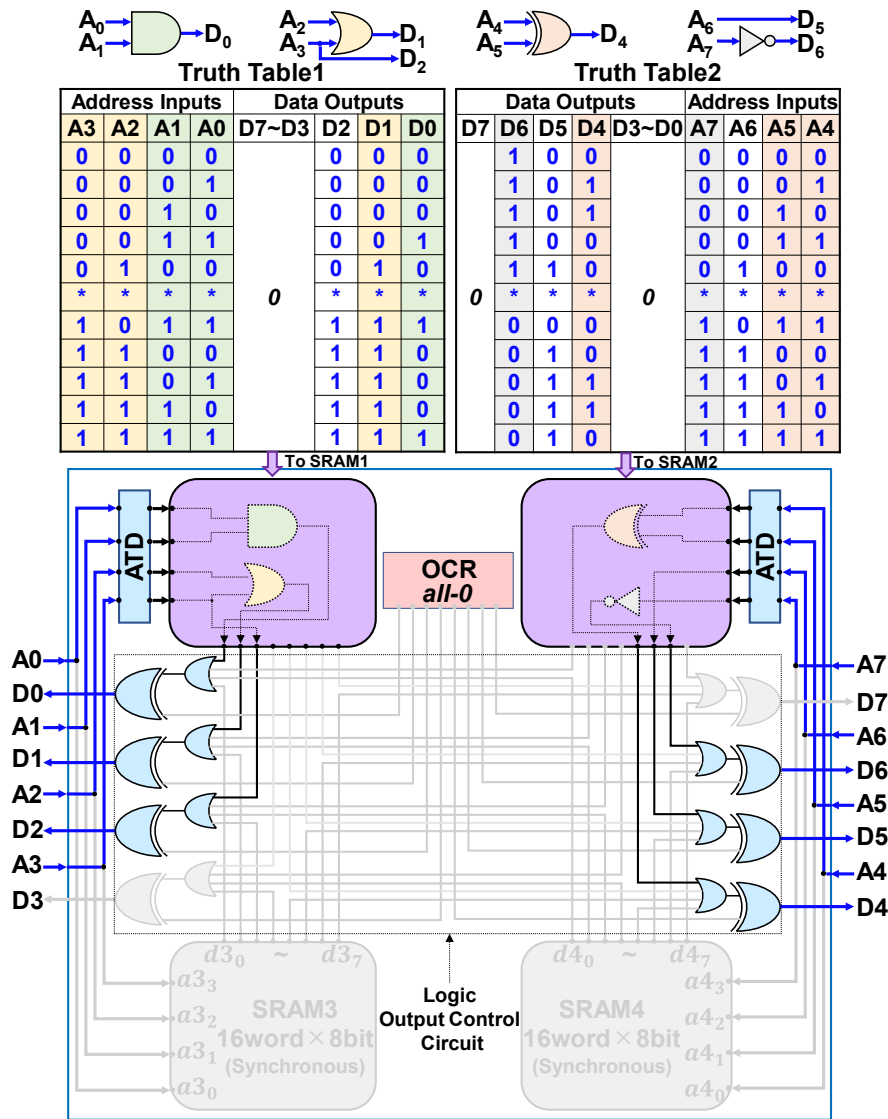 A0 D0 A2 D1 A4 D4 A6 D5
A1 A3 D2 A5 A7 D6
Truth Table1 Truth Table2
Address Inputs Data Outputs Data Outputs Address Inputs
A3 A2 A1 A0 D7~D3 D2 D1 D0 D7 D6 D5 D4 D3~D0 A7 A6 A5 A4
0 0 0 0 0 0 0 1 0 0 0 0 0 0
0 0 0 1 0 0 0 1 0 1 0 0 0 1
0 0 1 0 0 0 0 1 0 1 0 0 1 0
0 0 1 1 0 0 1 1 0 0 0 0 1 1
0 1 0 0 0 1 0 1 1 0 0 1 0 0
* * * * 0 * * * 0 * * * 0 * * * *
1 0 1 1 1 1 1 0 0 0 1 0 1 1
1 1 0 0 1 1 0 0 1 0 1 1 0 0
1 1 0 1 1 1 0 0 1 1 1 1 0 1
1 1 1 0 1 1 0 0 1 1 1 1 1 0
1 1 1 1 1 1 1 0 1 0 1 1 1 1
To SRAM1 To SRAM2
ATD ATD
OCR
all-0
A0 A7
D0 D7
A1 A6
D1 D6
A2 A5
D2 D5
A3 A4
D3 D4
d3₀ ~ d3₇ d4₀ ~ d4₇
a3₃ a4₃
SRAM3 Logic SRAM4
a3₂ Output Control a4₂
16word×8bit Circuit 16word×8bit
a3₁ (Synchronous) (Synchronous) a4₁
a3₀ a4₀